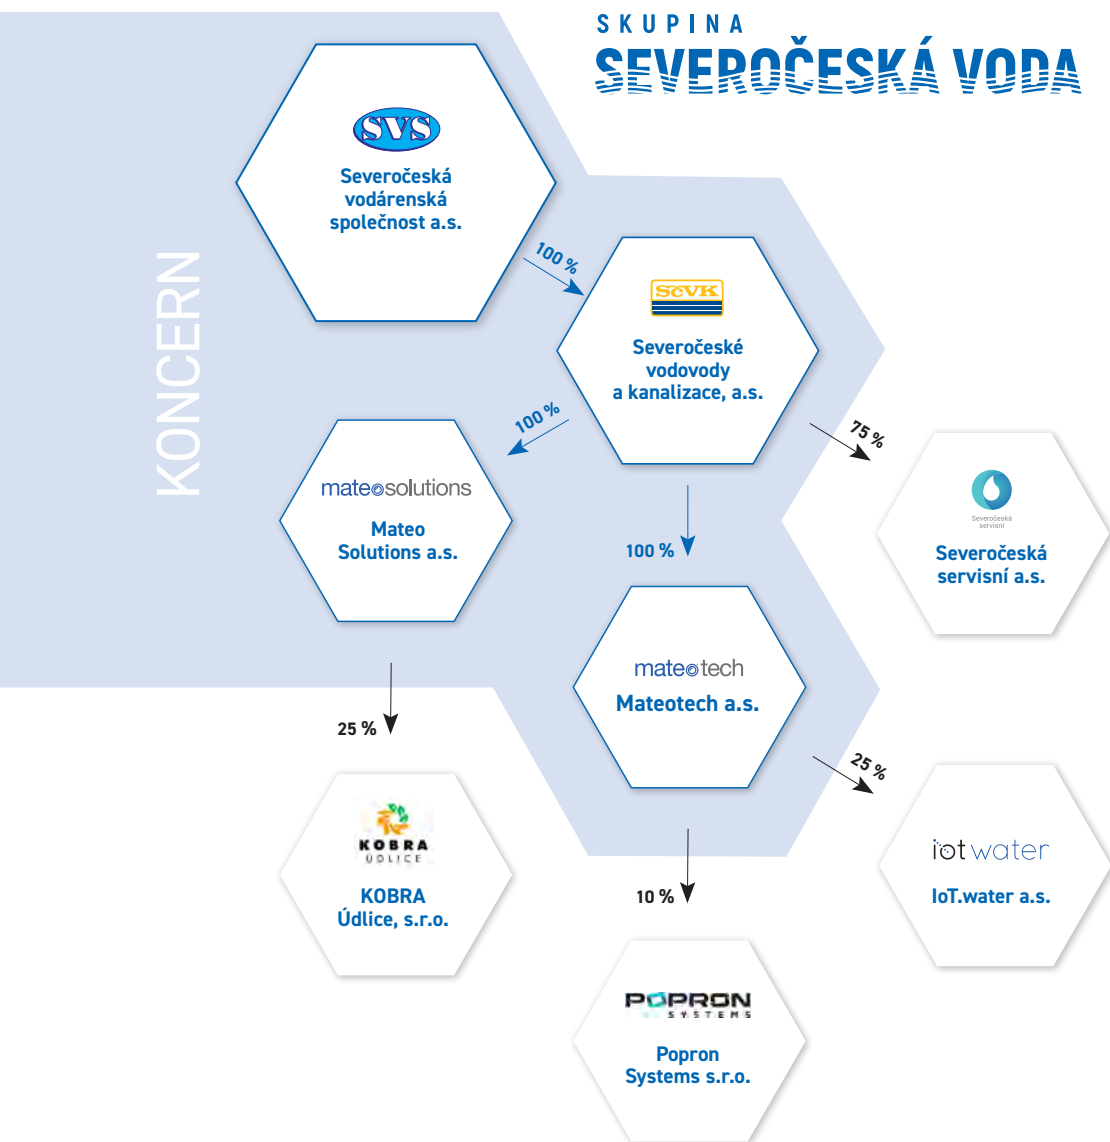 SKUPINA
SEVEROČESKÁ VODA
KONCERN
SVS
Severočeská
vodárenská
společnost a.s.
100 %
SčVK
Severočeské
vodovody
a kanalizace, a.s.
100 %
75 %
mateosolutions
Mateo
Solutions a.s.
100 %
Severočeská
servisní
Severočeská
servisní a.s.
mateotech
Mateotech a.s.
25 %
25 %
KOBRA
ÚDLICE
KOBRA
Údlice, s.r.o.
10 %
iot water
IoT.water a.s.
POPRON
SYSTEMS
Popron
Systems s.r.o.